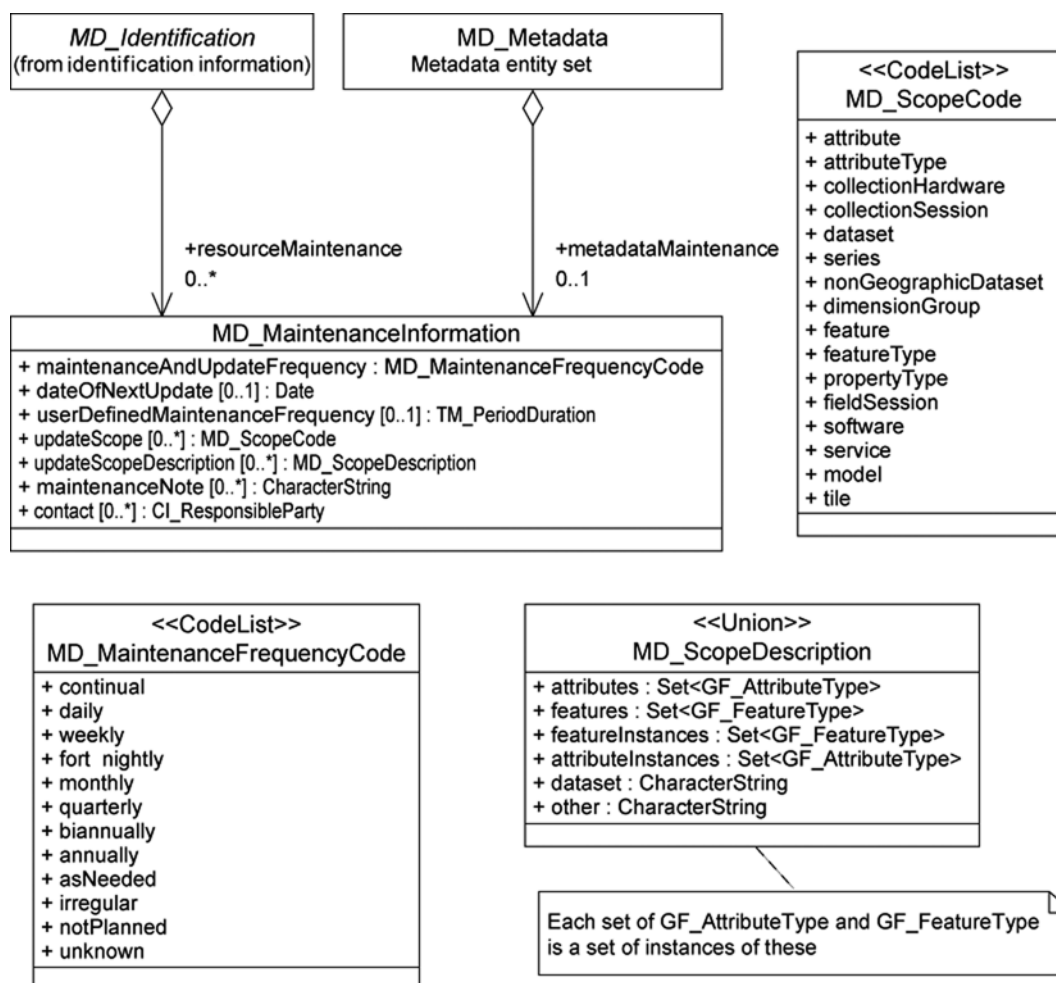 MD_Identification
(from identification information)
MD_Metadata
Metadata entity set
<<CodeList>>
MD_ScopeCode
+ attribute
+ attributeType
+ collectionHardware
+ collectionSession
+ dataset
+ series
+ nonGeographicDataset
+ dimensionGroup
+ feature
+ featureType
+ propertyType
+ fieldSession
+ software
+ service
+ model
+ tile
+resourceMaintenance
0..*
+metadataMaintenance
0..1
MD_MaintenanceInformation
+ maintenanceAndUpdateFrequency : MD_MaintenanceFrequencyCode
+ dateOfNextUpdate [0..1] : Date
+ userDefinedMaintenanceFrequency [0..1] : TM_PeriodDuration
+ updateScope [0..*] : MD_ScopeCode
+ updateScopeDescription [0..*] : MD_ScopeDescription
+ maintenanceNote [0..*] : CharacterString
+ contact [0..*] : CI_ResponsibleParty
<<CodeList>>
MD_MaintenanceFrequencyCode
+ continual
+ daily
+ weekly
+ fort nightly
+ monthly
+ quarterly
+ biannually
+ annually
+ asNeeded
+ irregular
+ notPlanned
+ unknown
<<Union>>
MD_ScopeDescription
+ attributes : Set<GF_AttributeType>
+ features : Set<GF_FeatureType>
+ featureInstances : Set<GF_FeatureType>
+ attributeInstances : Set<GF_AttributeType>
+ dataset : CharacterString
+ other : CharacterString
Each set of GF_AttributeType and GF_FeatureType
is a set of instances of these